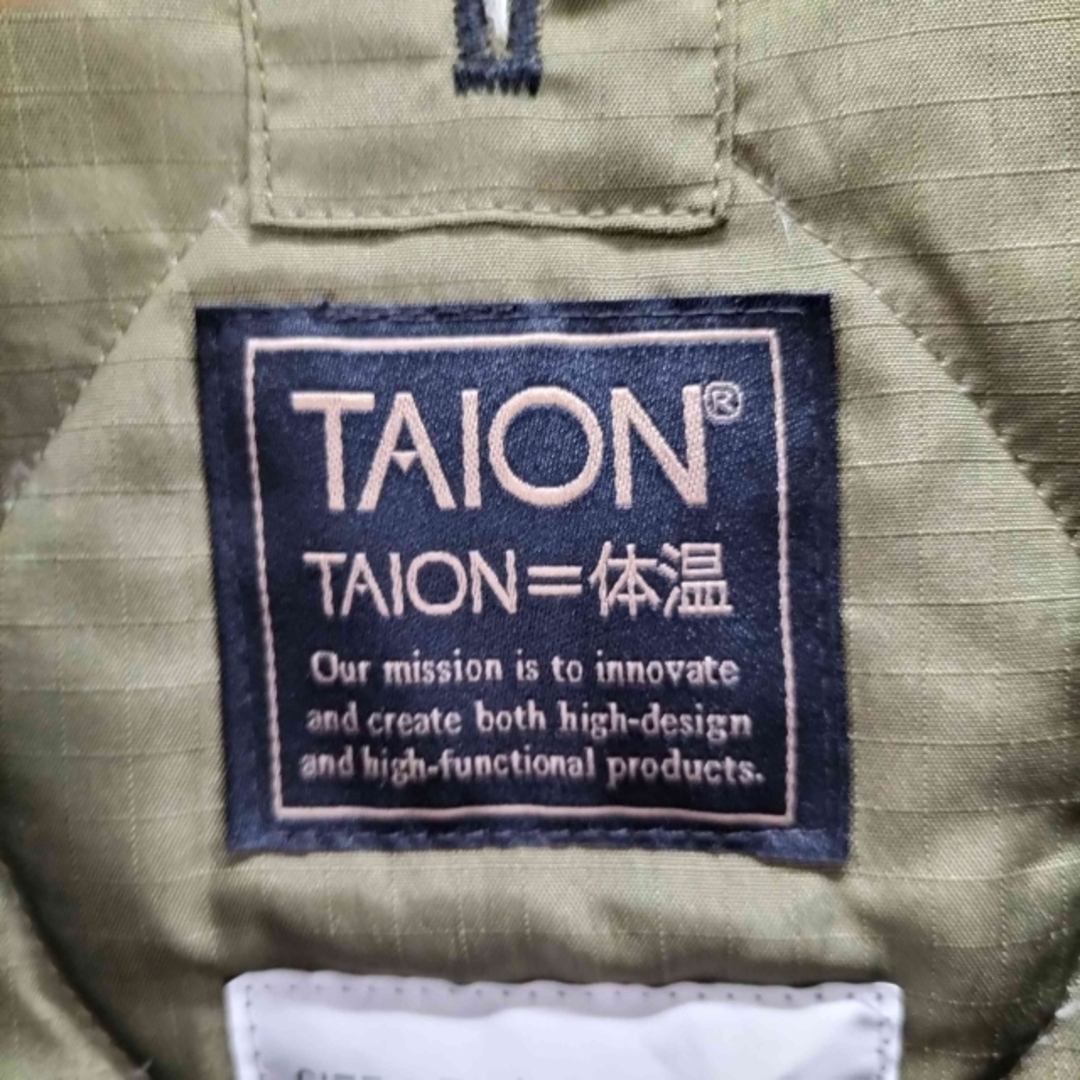 TAION®
TAION=体温
Our mission is to innovate
and create both high-design
and high-functional products.